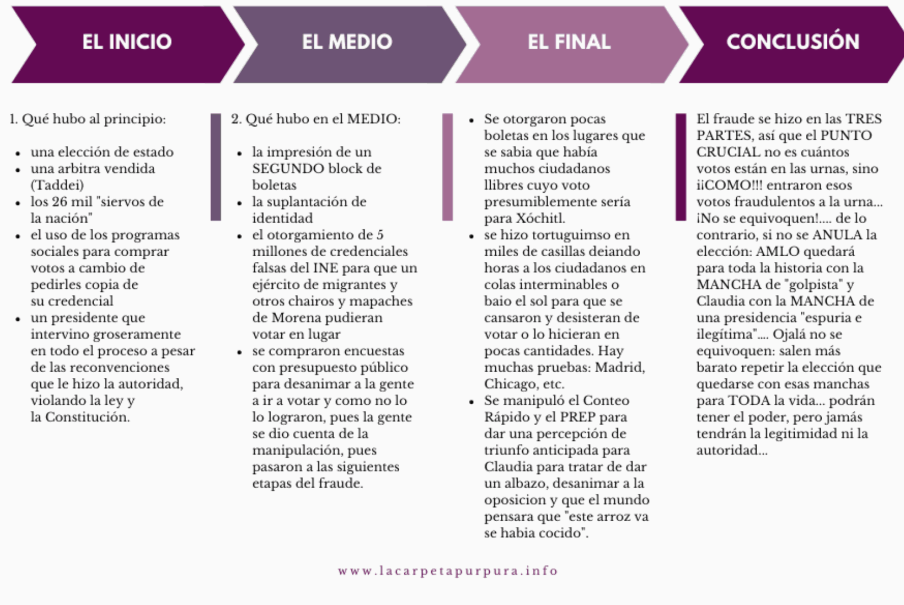 EL INICIO
EL MEDIO
EL FINAL
CONCLUSIÓN
1. Qué hubo al principio:
una elección de estado
una arbitra vendida
(Taddei)
los 26 mil "siervos de
la nación"
el uso de los programas
sociales para comprar
votos a cambio de
pedirles copia de
su credencial
un presidente que
intervino groseramente
en todo el proceso a pesar
de las reconvenciones
que le hizo la autoridad,
violando la ley y
la Constitución.
2. Qué hubo en el MEDIO:
la impresión de un
SEGUNDO block de
boletas
la suplantación de
identidad
el otorgamiento de 5
millones de credenciales
falsas del INE para que un
ejército de migrantes y
otros chairos y mapaches
de Morena pudieran
votar en lugar
se compraron encuestas
con presupuesto público
para desanimar a la gente
a ir a votar y como no lo
lo lograron, pues la gente
se dio cuenta de la
manipulación, pues
pasaron a las siguientes
etapas del fraude.
Se otorgaron pocas
boletas en los lugares que
se sabia que había
muchos ciudadanos
llibres cuyo voto
presumiblemente sería
para Xóchitl.
se hizo tortuguimso en
miles de casillas deiando
horas a los ciudadanos en
colas interminables o
baio el sol para que se
cansaron y desisteran de
votar o lo hicieran en
pocas cantidades. Hay
muchas pruebas: Madrid,
Chicago, etc.
Se manipuló el Conteo
Rápido y el PREP para
dar una percepción de
triunfo anticipada para
Claudia para tratar de dar
un albazo, desanimar a la
oposicion y que el mundo
pensara que "este arroz va
se habia cocido".
El fraude se hizo en las TRES
PARTES, así que el PUNTO
CRUCIAL no es cuántos
votos están en las urnas, sino
¡¡COMO!!! entraron esos
votos fraudulentos a la urna...
¡No se equivoquen!.... de lo
contrario, si no se ANULA la
elección: AMLO quedará
para toda la historia con la
MANCHA de "golpista" y
Claudia con la MANCHA de
una presidencia "espuria e
ilegítima".... Ojalá no se
equivoquen: salen más
barato repetir la elección que
quedarse con esas manchas
para TODA la vida... podrán
tener el poder, pero jamás
tendrán la legitimidad ni la
autoridad...
www.lacarpetapurpura.info